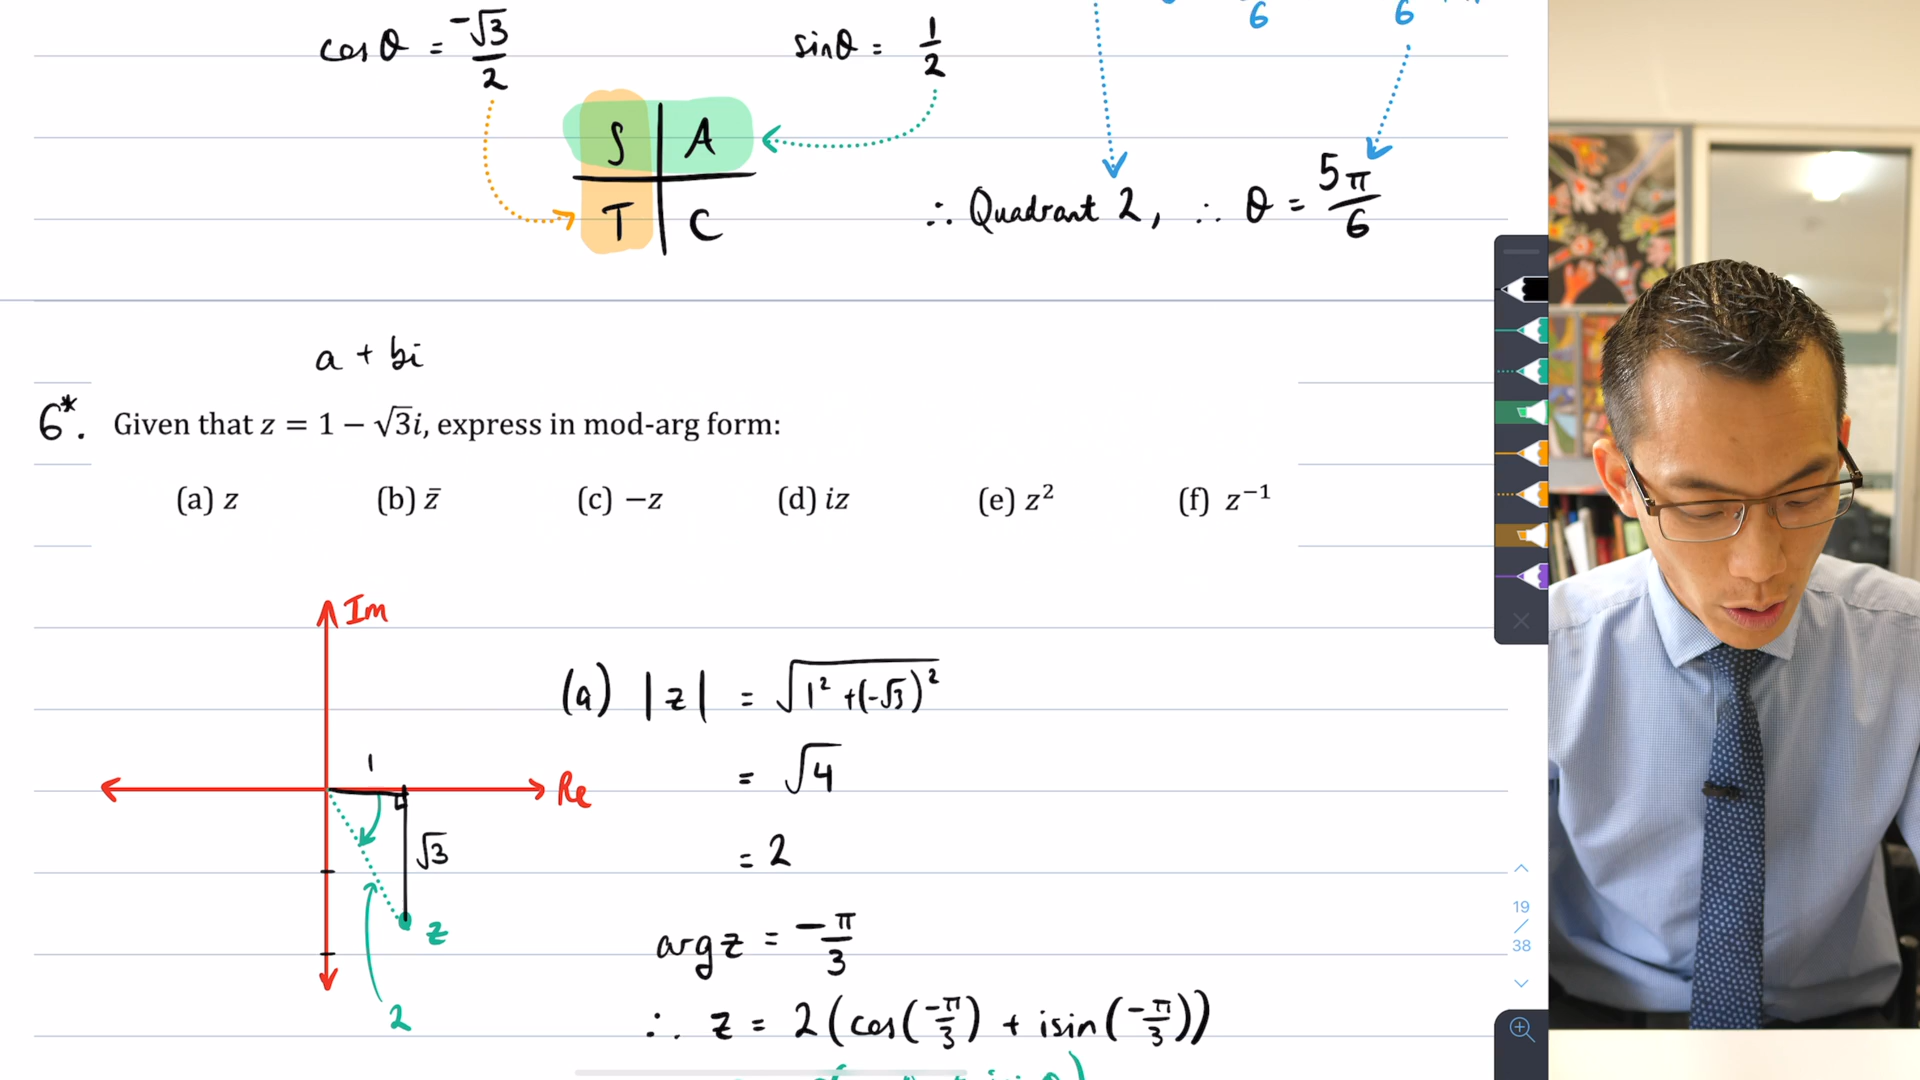 cos θ = -√3/2
sinθ = 1/2
6
6
S A
T C
∴ Quadrant 2, ∴ θ = 5π/6
a + bi
6*. Given that z = 1 − √3i, express in mod-arg form:
(a) z (b) z̄ (c) −z (d) iz (e) z² (f) z⁻¹
Im
(a) |z| = √(1² + (-√3)²)
1
= √4
Re
√3
= 2
z
arg z = -π/3
2
∴ z = 2(cos(-π/3) + isin(-π/3))
19
/
38